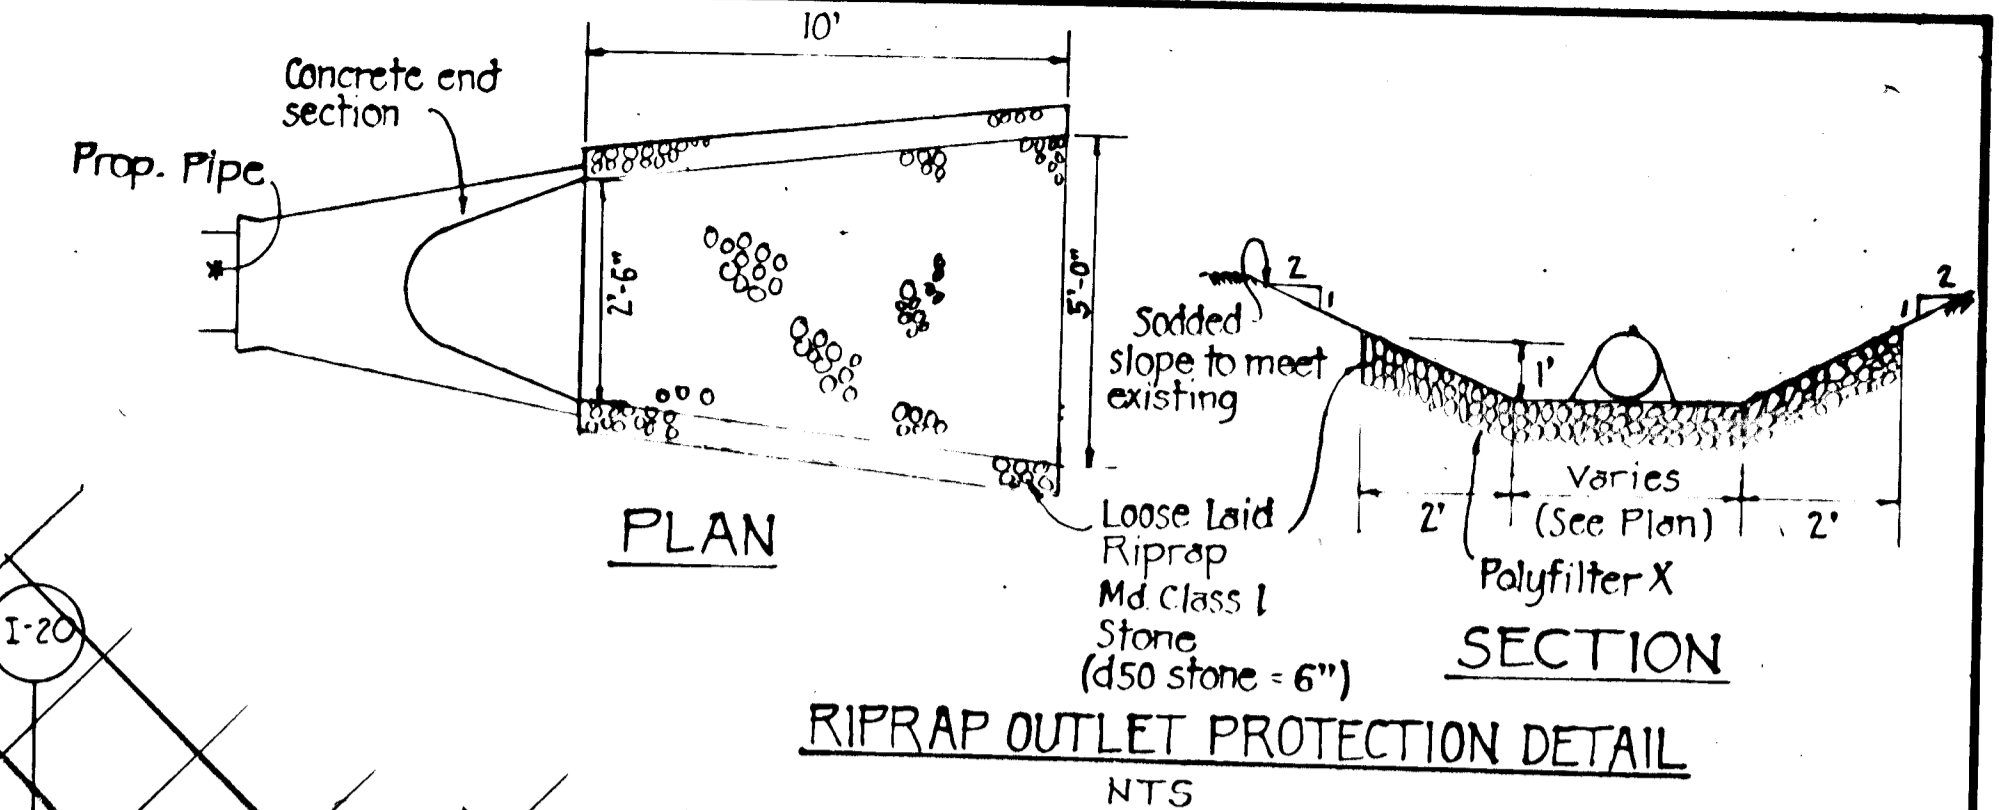 10'
Concrete end
section
Prop. Pipe
*
2'-6"
5'-0"
PLAN
I-20
2
1
Sodded
slope to meet
existing
1'
1
2
2'
Varies
(See Plan)
2'
Loose Laid
Riprap
Md. Class 1
Stone
(d50 stone = 6")
Polyfilter X
SECTION
RIPRAP OUTLET PROTECTION DETAIL
NTS